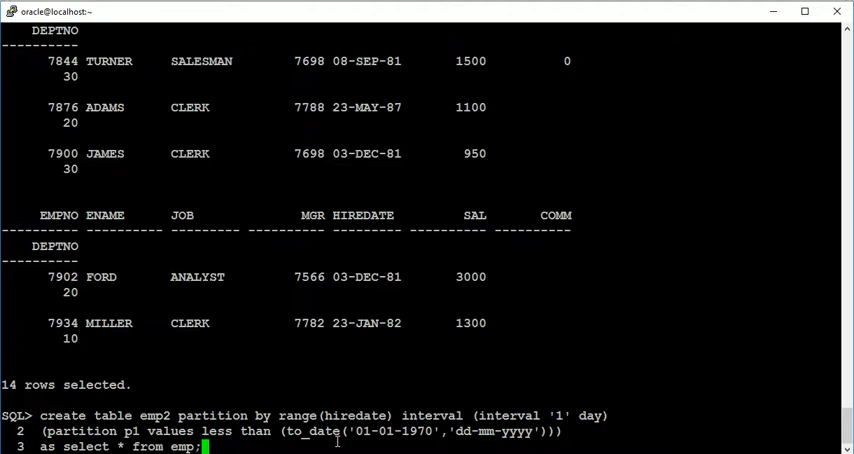 oracle@localhost:~
DEPTNO
----------
7844 TURNER SALESMAN 7698 08-SEP-81 1500 0
30
7876 ADAMS CLERK 7788 23-MAY-87 1100
20
7900 JAMES CLERK 7698 03-DEC-81 950
30
EMPNO ENAME JOB MGR HIREDATE SAL COMM
---------- ---------- --------- ---------- --------- ---------- ----------
DEPTNO
----------
7902 FORD ANALYST 7566 03-DEC-81 3000
20
7934 MILLER CLERK 7782 23-JAN-82 1300
10
14 rows selected.
SQL> create table emp2 partition by range(hiredate) interval (interval '1' day)
2 (partition p1 values less than (to_date('01-01-1970','dd-mm-yyyy')))
3 as select * from emp;